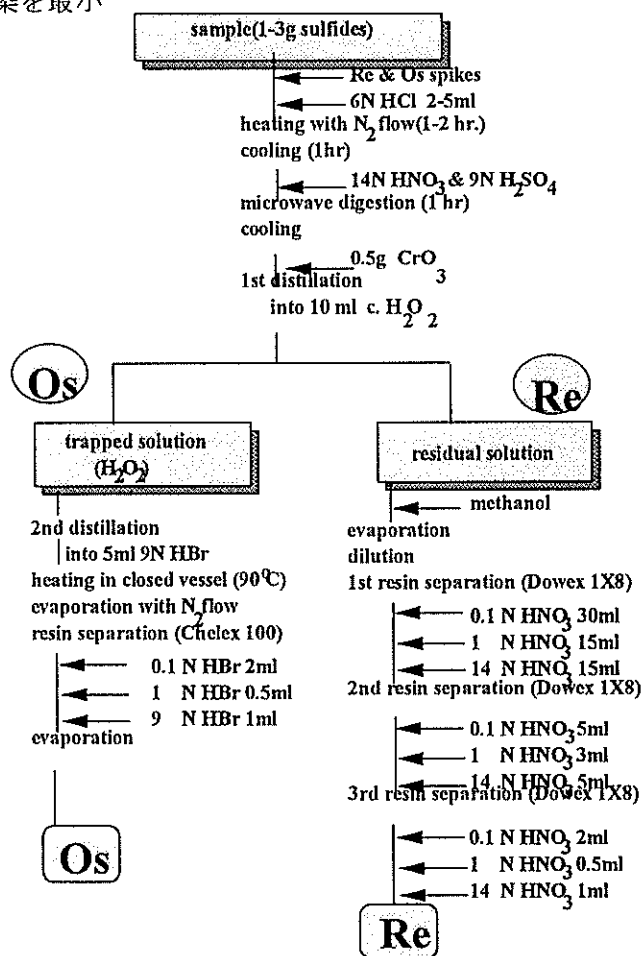 業を最小
sample(1-3g sulfides)
Re & Os spikes
6N HCl 2-5ml
heating with N2 flow(1-2 hr.)
cooling (1hr)
14N HNO3 & 9N H2SO4
microwave digestion (1 hr)
cooling
0.5g CrO3
1st distillation
into 10 ml c. H2O2
Os
trapped solution
(H2O2)
2nd distillation
into 5ml 9N HBr
heating in closed vessel (90°C)
evaporation with N2 flow
resin separation (Chelex 100)
0.1 N HBr 2ml
1 N HBr 0.5ml
9 N HBr 1ml
evaporation
Os
Re
residual solution
methanol
evaporation
dilution
1st resin separation (Dowex 1X8)
0.1 N HNO3 30ml
1 N HNO3 15ml
14 N HNO3 15ml
2nd resin separation (Dowex 1X8)
0.1 N HNO3 5ml
1 N HNO3 3ml
14 N HNO3 5ml
3rd resin separation (Dowex 1X8)
0.1 N HNO3 2ml
1 N HNO3 0.5ml
14 N HNO3 1ml
Re